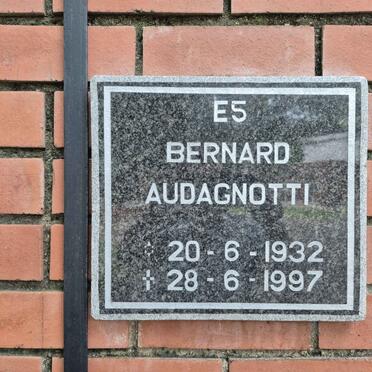 E5
BERNARD
AUDAGNOTTI
* 20-6-1932
✝ 28-6-1997